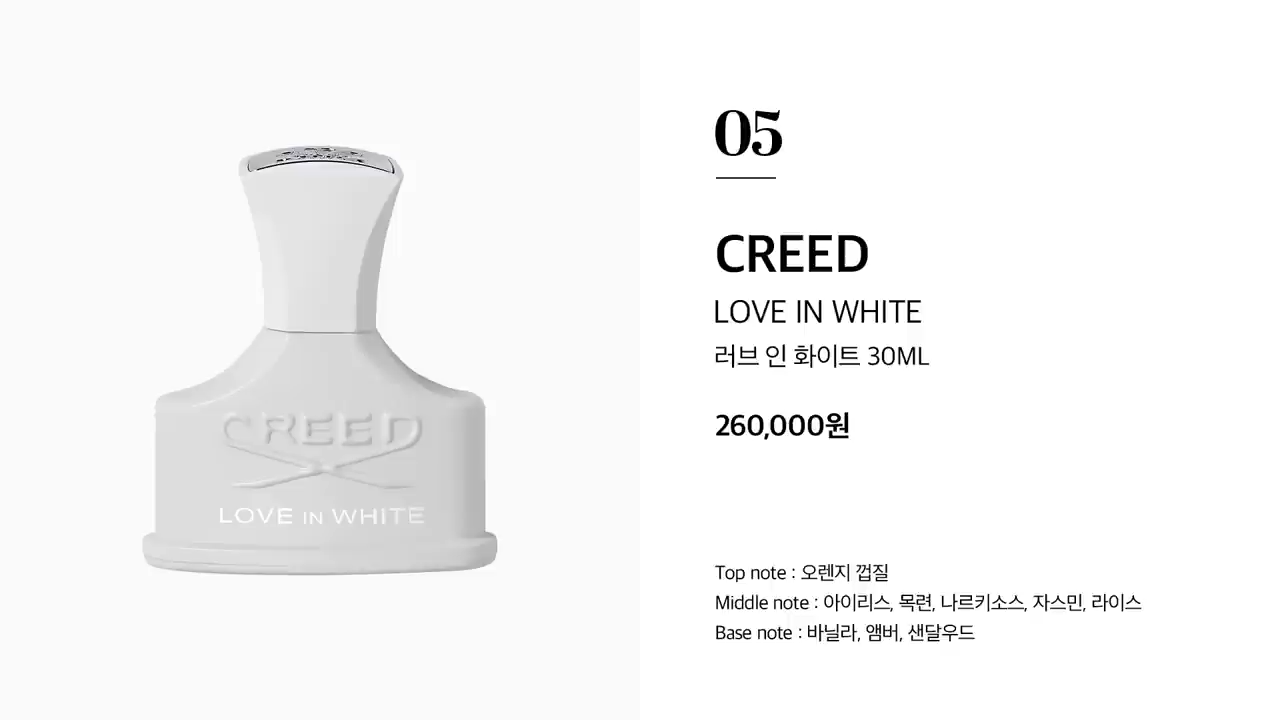 CREED
LOVE IN WHITE
05
CREED
LOVE IN WHITE
러브 인 화이트 30ML
260,000원
Top note : 오렌지 껍질
Middle note : 아이리스, 목련, 나르키소스, 자스민, 라이스
Base note : 바닐라, 앰버, 샌달우드